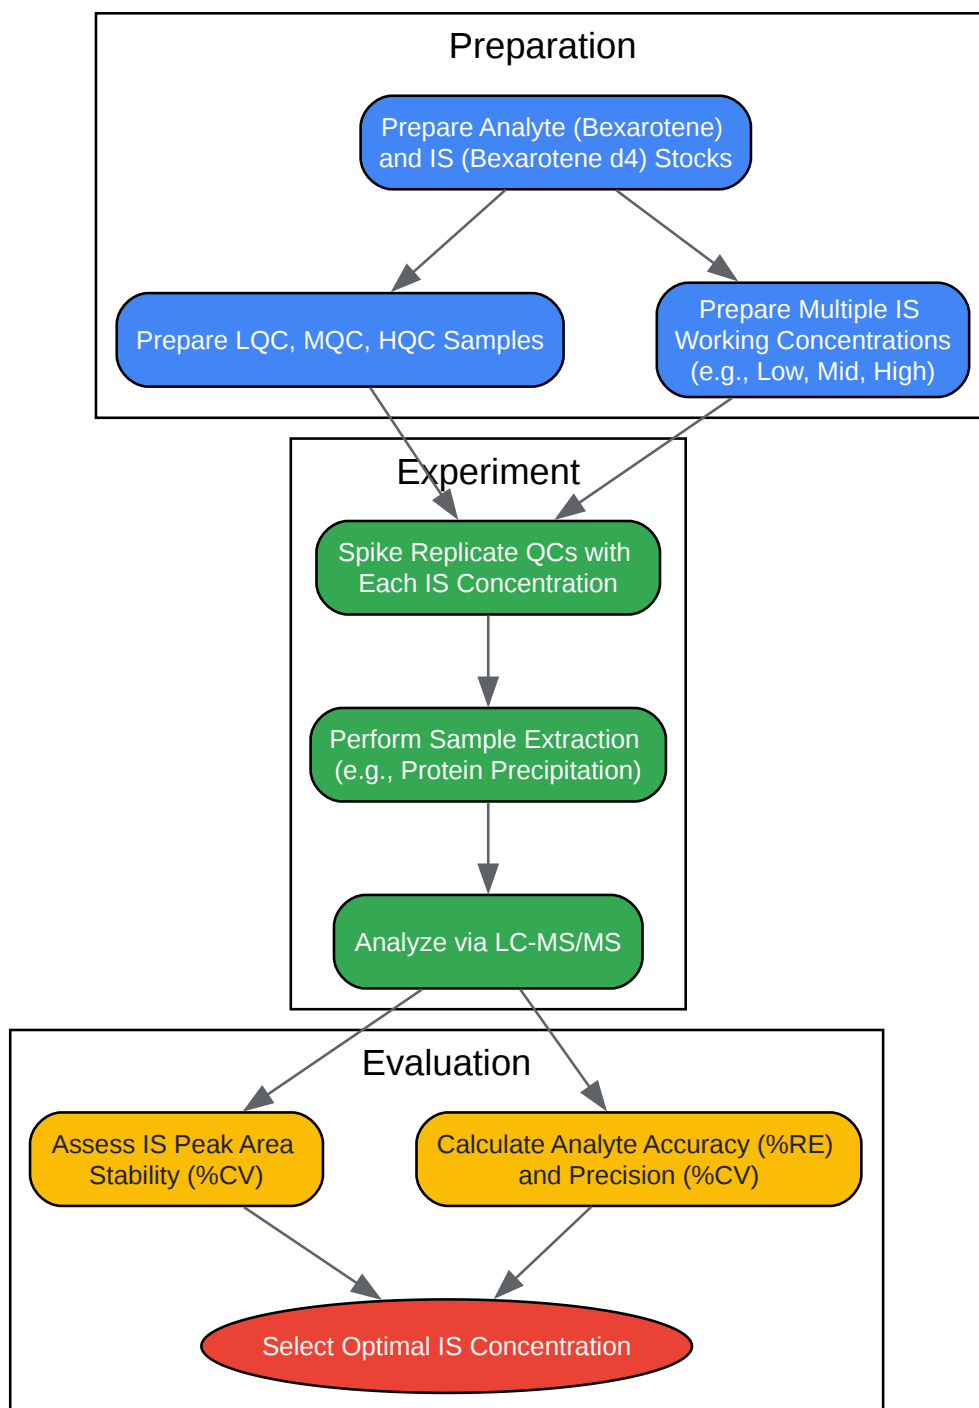 Preparation
Prepare Analyte (Bexarotene)
and IS (Bexarotene d4) Stocks
Prepare LQC, MQC, HQC Samples
Prepare Multiple IS
Working Concentrations
(e.g., Low, Mid, High)
Experiment
Spike Replicate QCs with
Each IS Concentration
Perform Sample Extraction
(e.g., Protein Precipitation)
Analyze via LC-MS/MS
Evaluation
Assess IS Peak Area
Stability (%CV)
Calculate Analyte Accuracy (%RE)
and Precision (%CV)
Select Optimal IS Concentration